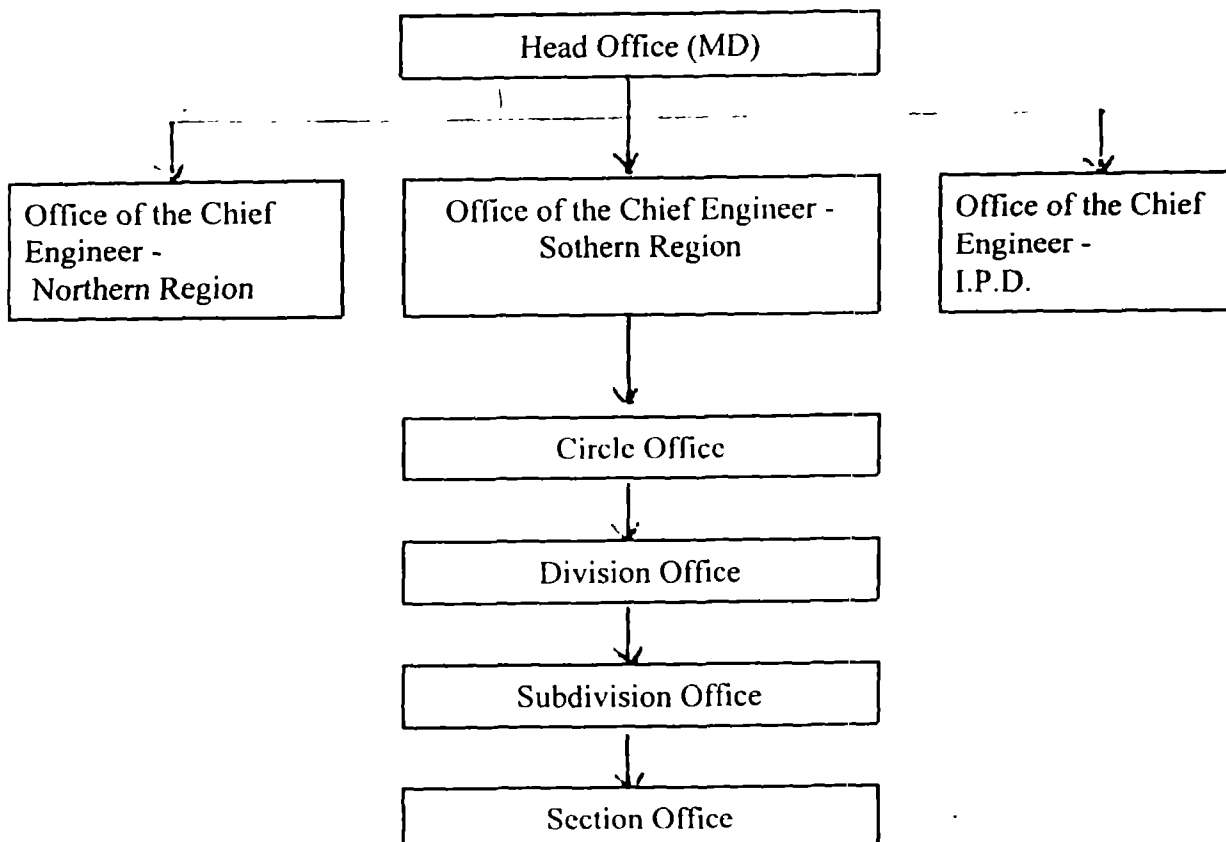 Head Office (MD)
Office of the Chief
Engineer -
Northern Region
Office of the Chief Engineer -
Sothern Region
Office of the Chief
Engineer -
I.P.D.
Circle Office
Division Office
Subdivision Office
Section Office